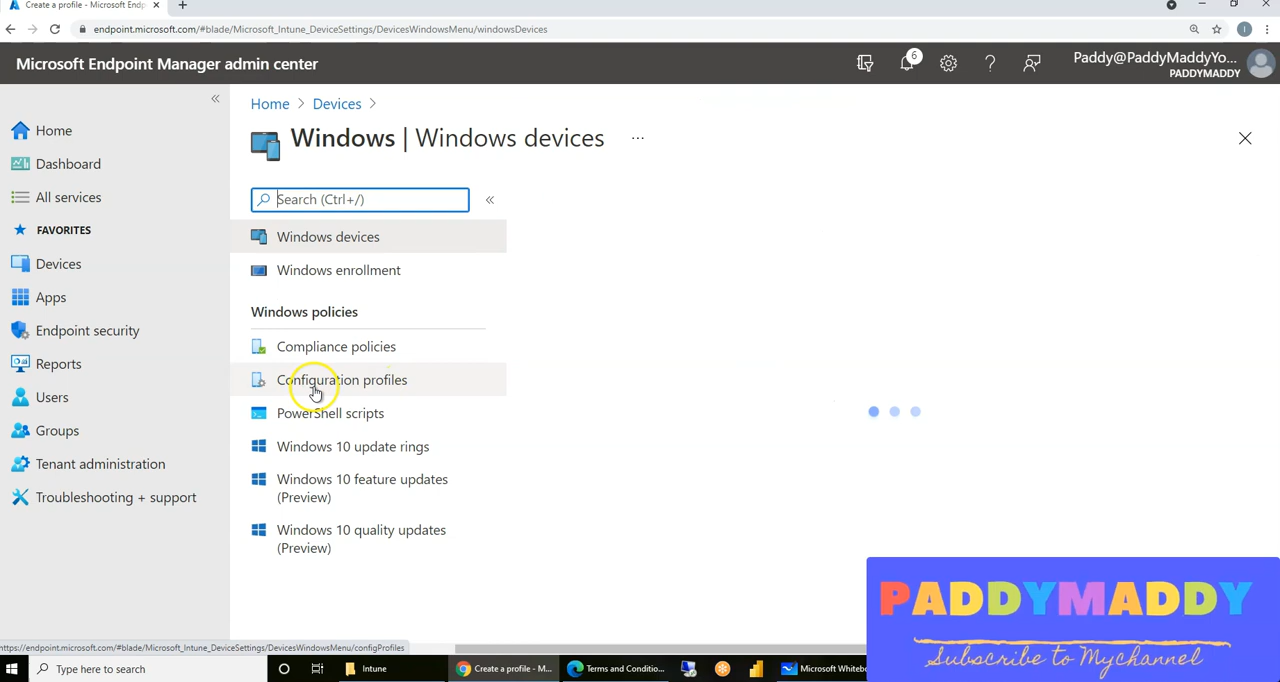 Create a profile - Microsoft Endp
endpoint.microsoft.com/#blade/Microsoft_Intune_DeviceSettings/DevicesWindowsMenu/windowsDevices
Microsoft Endpoint Manager admin center
6
Paddy@PaddyMaddyYo...
PADDYMADDY
Home > Devices >
Windows | Windows devices ...
Search (Ctrl+/)
Windows devices
Windows enrollment
Windows policies
Compliance policies
Configuration profiles
PowerShell scripts
Windows 10 update rings
Windows 10 feature updates
(Preview)
Windows 10 quality updates
(Preview)
Home
Dashboard
All services
FAVORITES
Devices
Apps
Endpoint security
Reports
Users
Groups
Tenant administration
Troubleshooting + support
PADDYMADDY
Subscribe to Mychannel
https://endpoint.microsoft.com/#blade/Microsoft_Intune_DeviceSettings/DevicesWindowsMenu/configProfiles
Type here to search
Intune
Create a profile - M...
Terms and Conditio...
Microsoft Whitebo